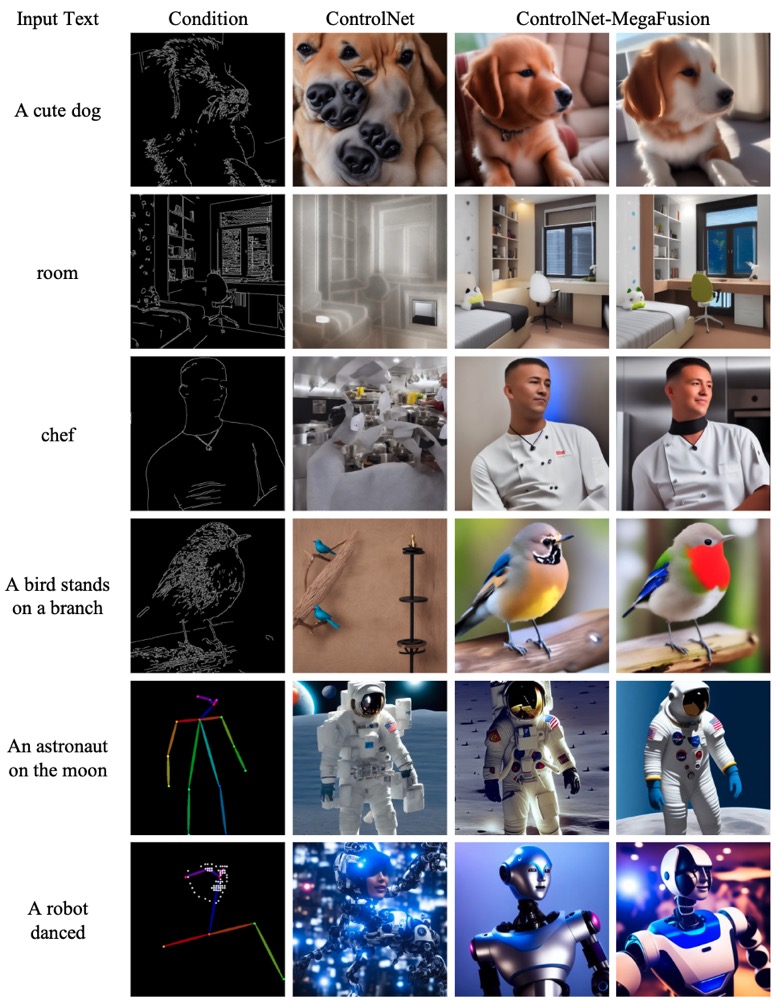 Input Text
Condition
ControlNet
ControlNet-MegaFusion
A cute dog
room
chef
A bird stands
on a branch
An astronaut
on the moon
A robot
danced